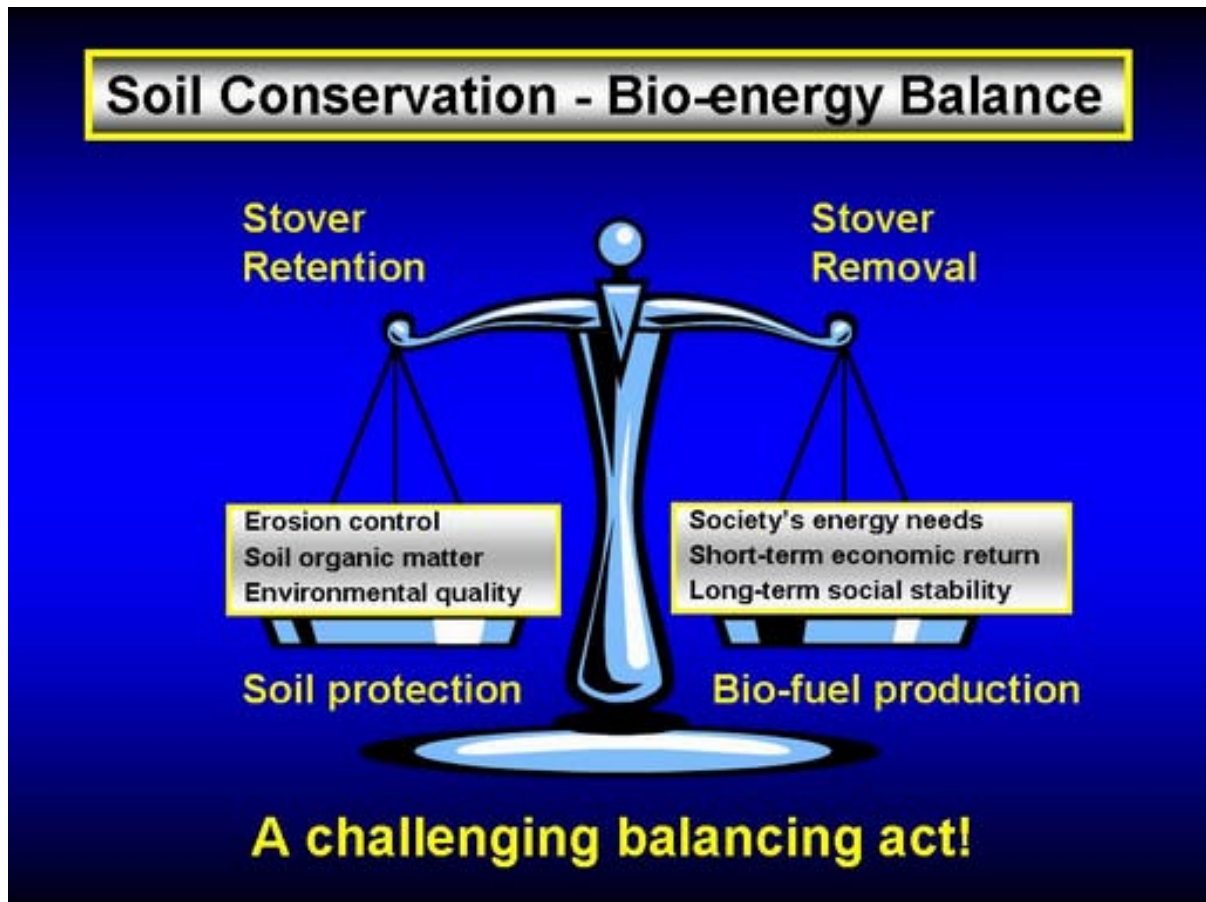 Soil Conservation - Bio-energy Balance
Stover
Retention
Stover
Removal
Erosion control
Soil organic matter
Environmental quality
Society's energy needs
Short-term economic return
Long-term social stability
Soil protection
Bio-fuel production
A challenging balancing act!